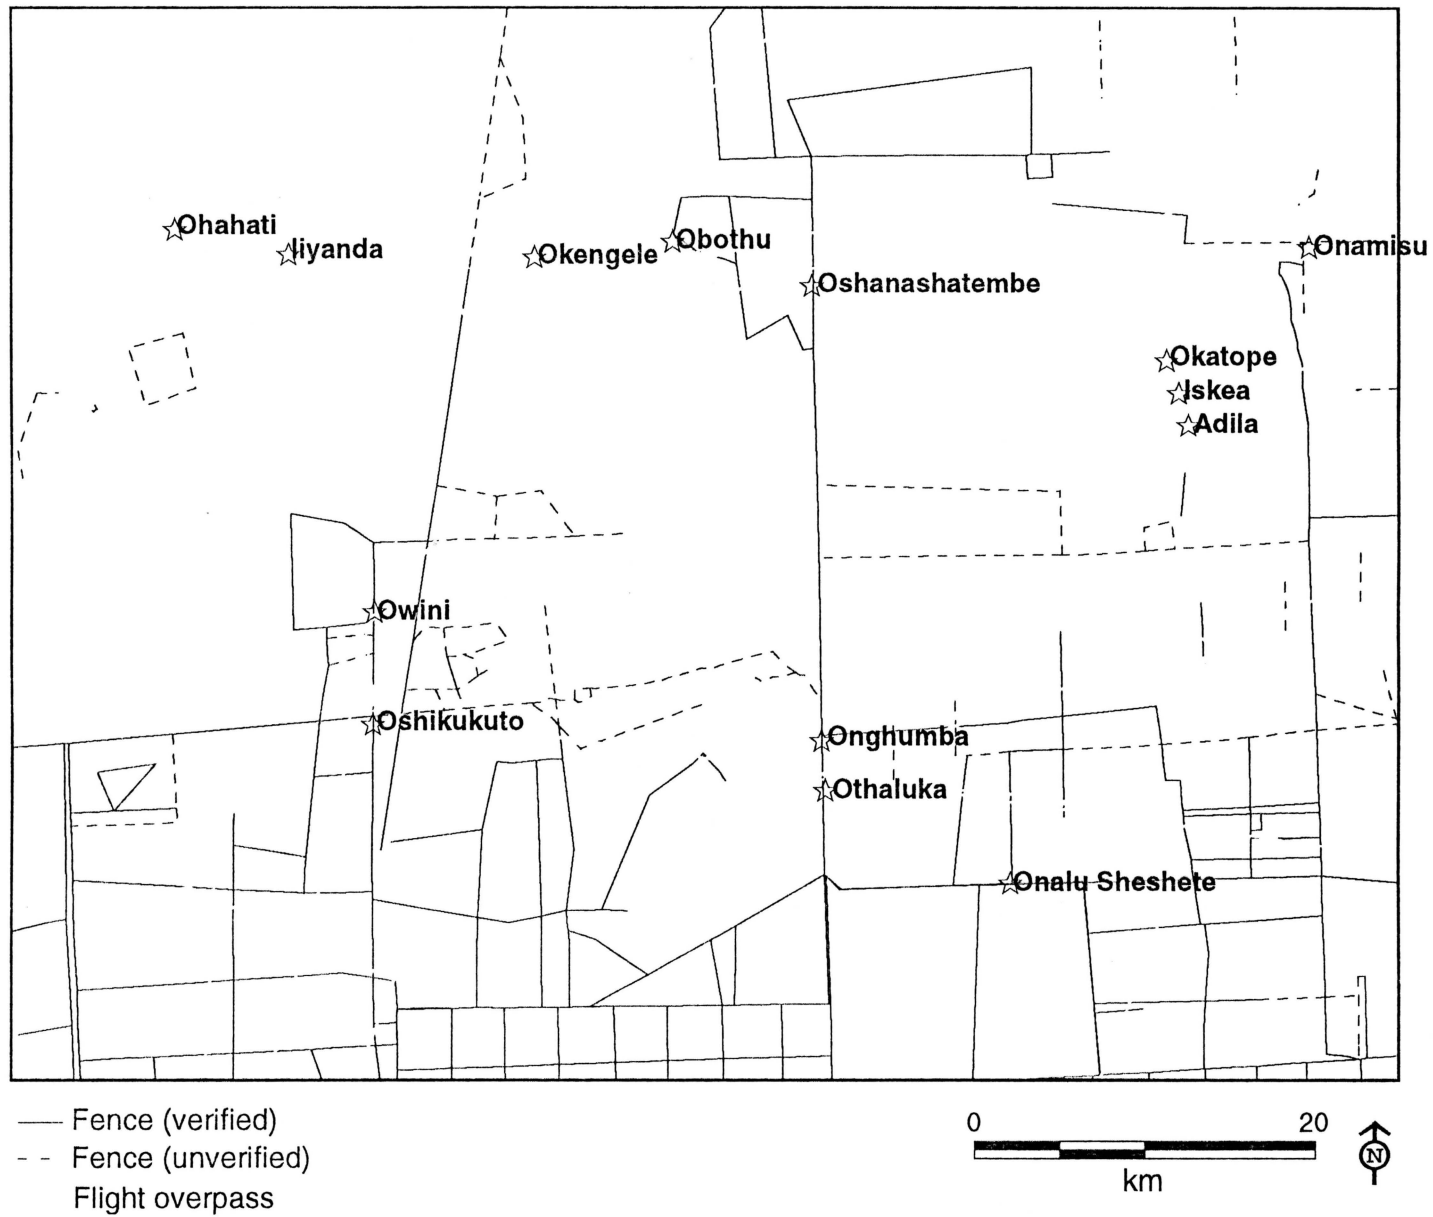 Ohahati
Iiyanda
Okengele
Obothu
Onamisu
Oshanashatembe
Okatope
Iskea
Adila
Owini
Oshikukuto
Onghumba
Othaluka
Onalu Sheshete
Fence (verified)
Fence (unverified)
Flight overpass
0 20
km
N